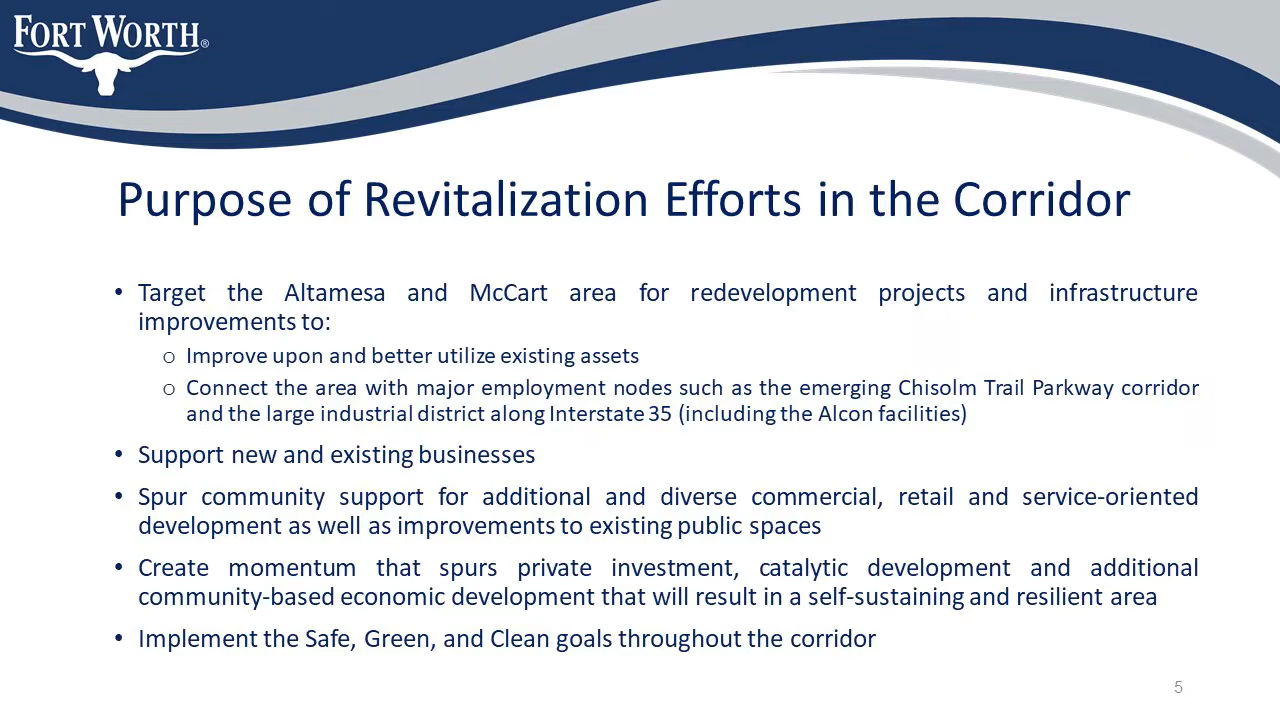 FORT WORTH®
Purpose of Revitalization Efforts in the Corridor
• Target the Altamesa and McCart area for redevelopment projects and infrastructure
improvements to:
o Improve upon and better utilize existing assets
o Connect the area with major employment nodes such as the emerging Chisolm Trail Parkway corridor
and the large industrial district along Interstate 35 (including the Alcon facilities)
• Support new and existing businesses
• Spur community support for additional and diverse commercial, retail and service-oriented
development as well as improvements to existing public spaces
• Create momentum that spurs private investment, catalytic development and additional
community-based economic development that will result in a self-sustaining and resilient area
• Implement the Safe, Green, and Clean goals throughout the corridor
5